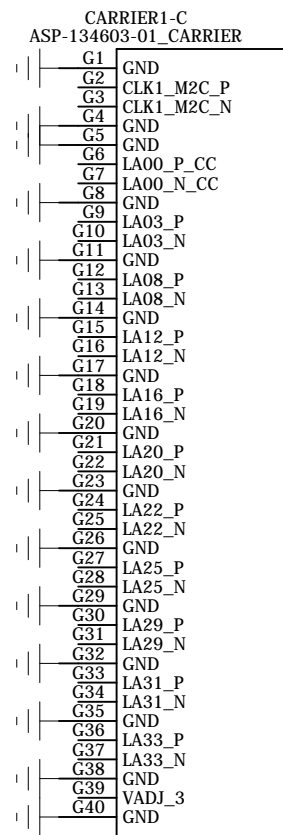 CARRIER1-C
ASP-134603-01_CARRIER
G1 GND
G2 CLK1_M2C_P
G3 CLK1_M2C_N
G4 GND
G5 GND
G6 LA00_P_CC
G7 LA00_N_CC
G8 GND
G9 LA03_P
G10 LA03_N
G11 GND
G12 LA08_P
G13 LA08_N
G14 GND
G15 LA12_P
G16 LA12_N
G17 GND
G18 LA16_P
G19 LA16_N
G20 GND
G21 LA20_P
G22 LA20_N
G23 GND
G24 LA22_P
G25 LA22_N
G26 GND
G27 LA25_P
G28 LA25_N
G29 GND
G30 LA29_P
G31 LA29_N
G32 GND
G33 LA31_P
G34 LA31_N
G35 GND
G36 LA33_P
G37 LA33_N
G38 GND
G39 VADJ_3
G40 GND